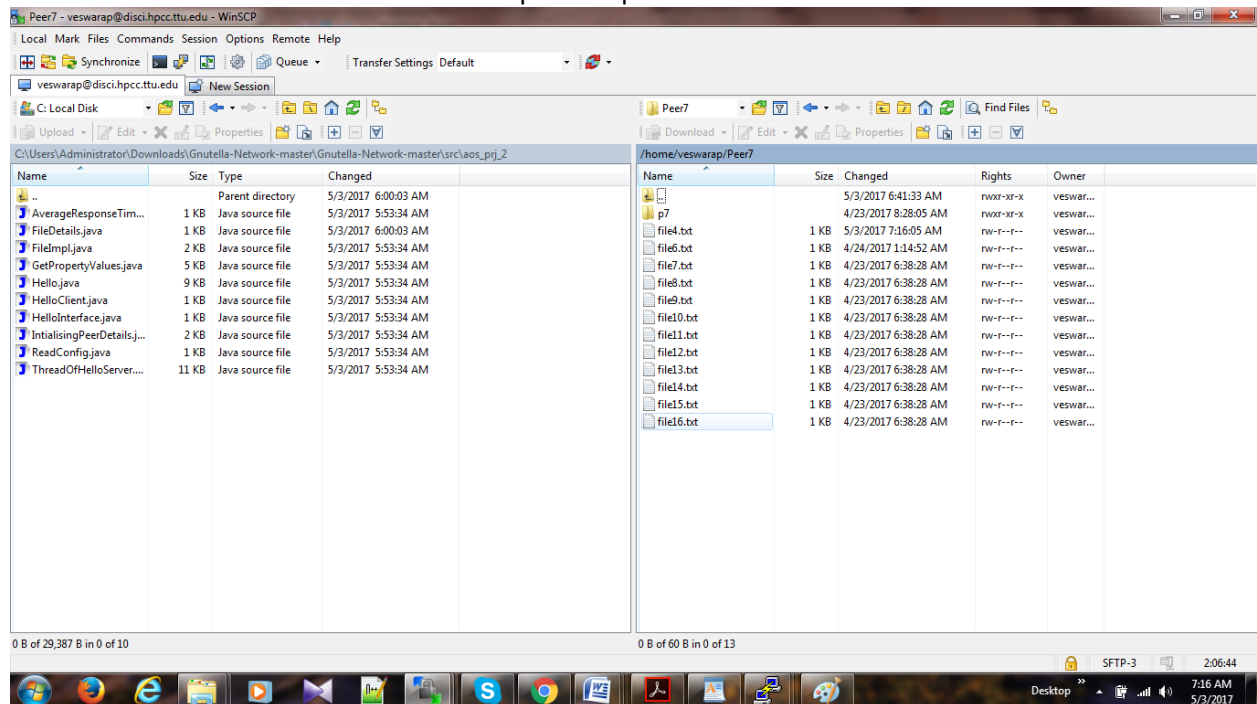 Peer7 - veswarap@disci.hpcc.ttu.edu - WinSCP
Local Mark Files Commands Session Options Remote Help
Synchronize Queue Transfer Settings Default
veswarap@disci.hpcc.ttu.edu New Session
C: Local Disk
Upload Edit Properties
C:\Users\Administrator\Downloads\Gnutella-Network-master\Gnutella-Network-master\src\aos_prj_2
Name Size Type Changed
.. Parent directory 5/3/2017 6:00:03 AM
AverageResponseTim... 1 KB Java source file 5/3/2017 5:53:34 AM
FileDetails.java 1 KB Java source file 5/3/2017 6:00:03 AM
FileImpl.java 2 KB Java source file 5/3/2017 5:53:34 AM
GetPropertyValues.java 5 KB Java source file 5/3/2017 5:53:34 AM
Hello.java 9 KB Java source file 5/3/2017 5:53:34 AM
HelloClient.java 1 KB Java source file 5/3/2017 5:53:34 AM
HelloInterface.java 1 KB Java source file 5/3/2017 5:53:34 AM
IntialisingPeerDetails.j... 2 KB Java source file 5/3/2017 5:53:34 AM
ReadConfig.java 1 KB Java source file 5/3/2017 5:53:34 AM
ThreadOfHelloServer.... 11 KB Java source file 5/3/2017 5:53:34 AM
0 B of 29,387 B in 0 of 10
Peer7 Find Files
Download Edit Properties
/home/veswarap/Peer7
Name Size Changed Rights Owner
.. 5/3/2017 6:41:33 AM rwxr-xr-x veswar...
p7 4/23/2017 8:28:05 AM rwxr-xr-x veswar...
file4.txt 1 KB 5/3/2017 7:16:05 AM rw-r--r-- veswar...
file6.txt 1 KB 4/24/2017 1:14:52 AM rw-r--r-- veswar...
file7.txt 1 KB 4/23/2017 6:38:28 AM rw-r--r-- veswar...
file8.txt 1 KB 4/23/2017 6:38:28 AM rw-r--r-- veswar...
file9.txt 1 KB 4/23/2017 6:38:28 AM rw-r--r-- veswar...
file10.txt 1 KB 4/23/2017 6:38:28 AM rw-r--r-- veswar...
file11.txt 1 KB 4/23/2017 6:38:28 AM rw-r--r-- veswar...
file12.txt 1 KB 4/23/2017 6:38:28 AM rw-r--r-- veswar...
file13.txt 1 KB 4/23/2017 6:38:28 AM rw-r--r-- veswar...
file14.txt 1 KB 4/23/2017 6:38:28 AM rw-r--r-- veswar...
file15.txt 1 KB 4/23/2017 6:38:28 AM rw-r--r-- veswar...
file16.txt 1 KB 4/23/2017 6:38:28 AM rw-r--r-- veswar...
0 B of 60 B in 0 of 13
SFTP-3 2:06:44
Desktop 7:16 AM
5/3/2017